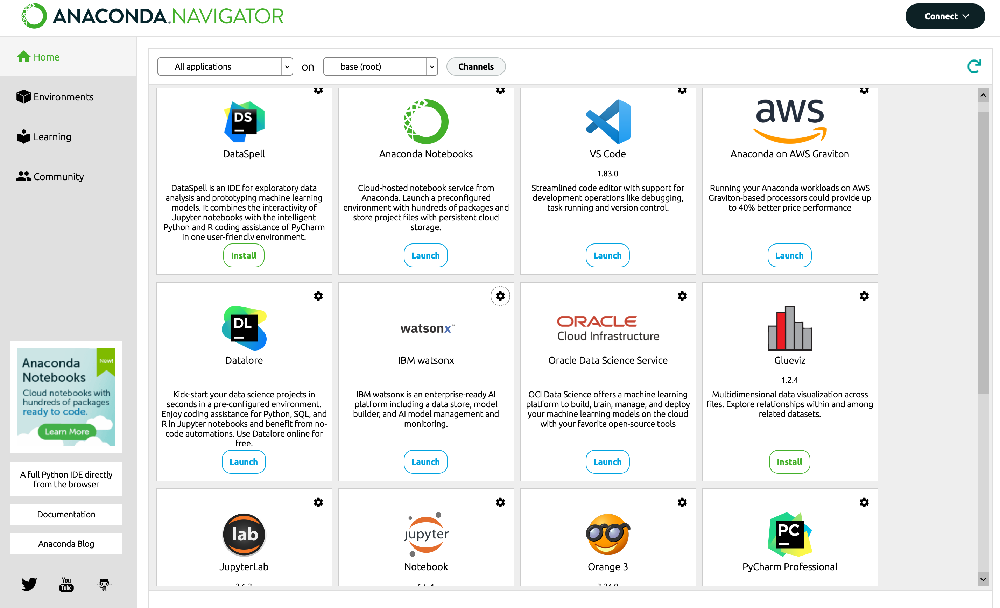 ANACONDA.NAVIGATOR
Connect
Home
Environments
Learning
Community
Anaconda
Notebooks
New!
Cloud notebooks with
hundreds of packages
ready to code.
Learn More
A full Python IDE directly
from the browser
Documentation
Anaconda Blog
You
Tube
All applications
on
base (root)
Channels
DS
DataSpell
DataSpell is an IDE for exploratory data
analysis and prototyping machine learning
models. It combines the interactivity of
Jupyter notebooks with the intelligent
Python and R coding assistance of PyCharm
in one user-friendly environment.
Install
Anaconda Notebooks
Cloud-hosted notebook service from
Anaconda. Launch a preconfigured
environment with hundreds of packages and
store project files with persistent cloud
storage.
Launch
VS Code
1.83.0
Streamlined code editor with support for
development operations like debugging,
task running and version control.
Launch
aws
Anaconda on AWS Graviton
Running your Anaconda workloads on AWS
Graviton-based processors could provide up
to 40% better price performance
Launch
DL
Datalore
Kick-start your data science projects in
seconds in a pre-configured environment.
Enjoy coding assistance for Python, SQL, and
R in Jupyter notebooks and benefit from no-
code automations. Use Datalore online for
free.
Launch
watsonx™
IBM watsonx
IBM watsonx is an enterprise-ready AI
platform including a data store, model
builder, and AI model management and
monitoring.
Launch
ORACLE
Cloud Infrastructure
Oracle Data Science Service
OCI Data Science offers a machine learning
platform to build, train, manage, and deploy
your machine learning models on the cloud
with your favorite open-source tools
Launch
Glueviz
1.2.4
Multidimensional data visualization across
files. Explore relationships within and among
related datasets.
Install
lab
JupyterLab
3.6.3
jupyter
Notebook
6.5.4
Orange 3
3.34.0
PC
PyCharm Professional